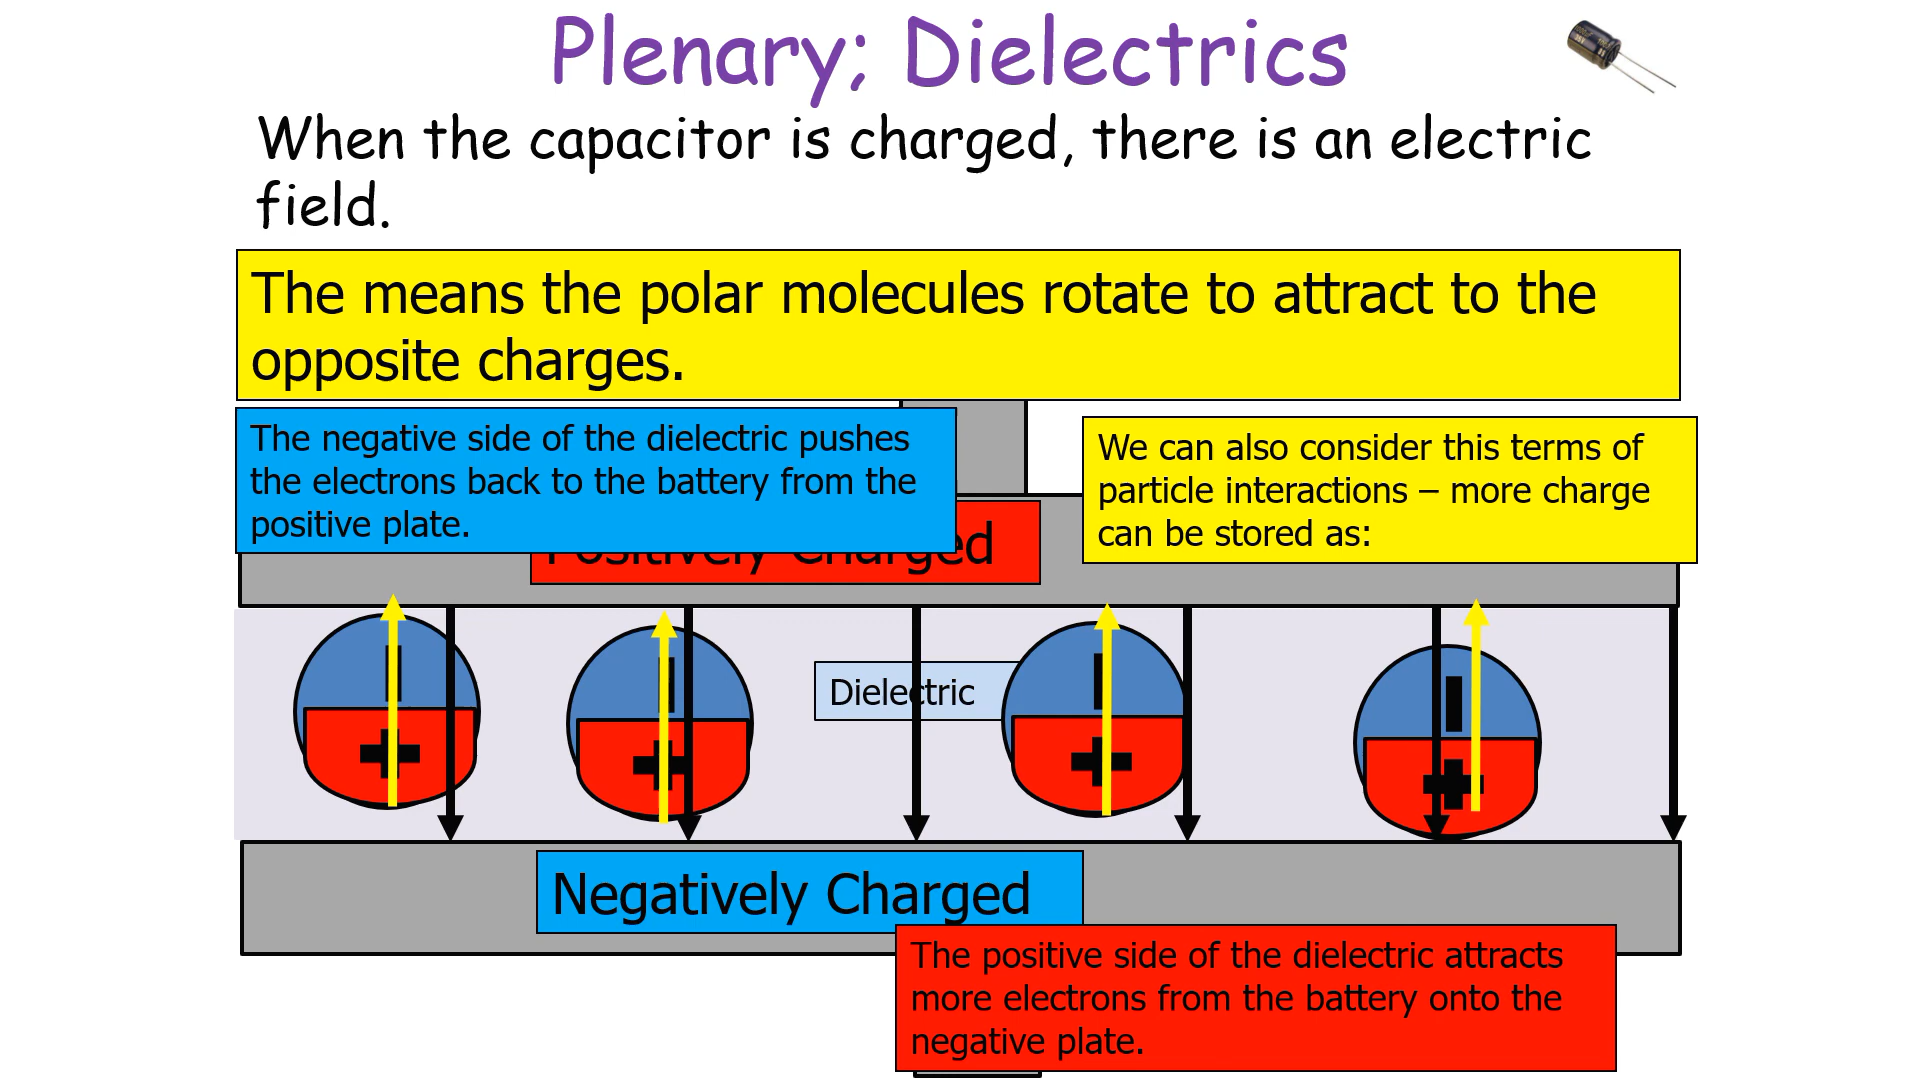 Plenary; Dielectrics
When the capacitor is charged, there is an electric
field.
The means the polar molecules rotate to attract to the
opposite charges.
The negative side of the dielectric pushes
the electrons back to the battery from the
positive plate.
We can also consider this terms of
particle interactions – more charge
can be stored as:
Positively Charged
Dielectric
Negatively Charged
The positive side of the dielectric attracts
more electrons from the battery onto the
negative plate.